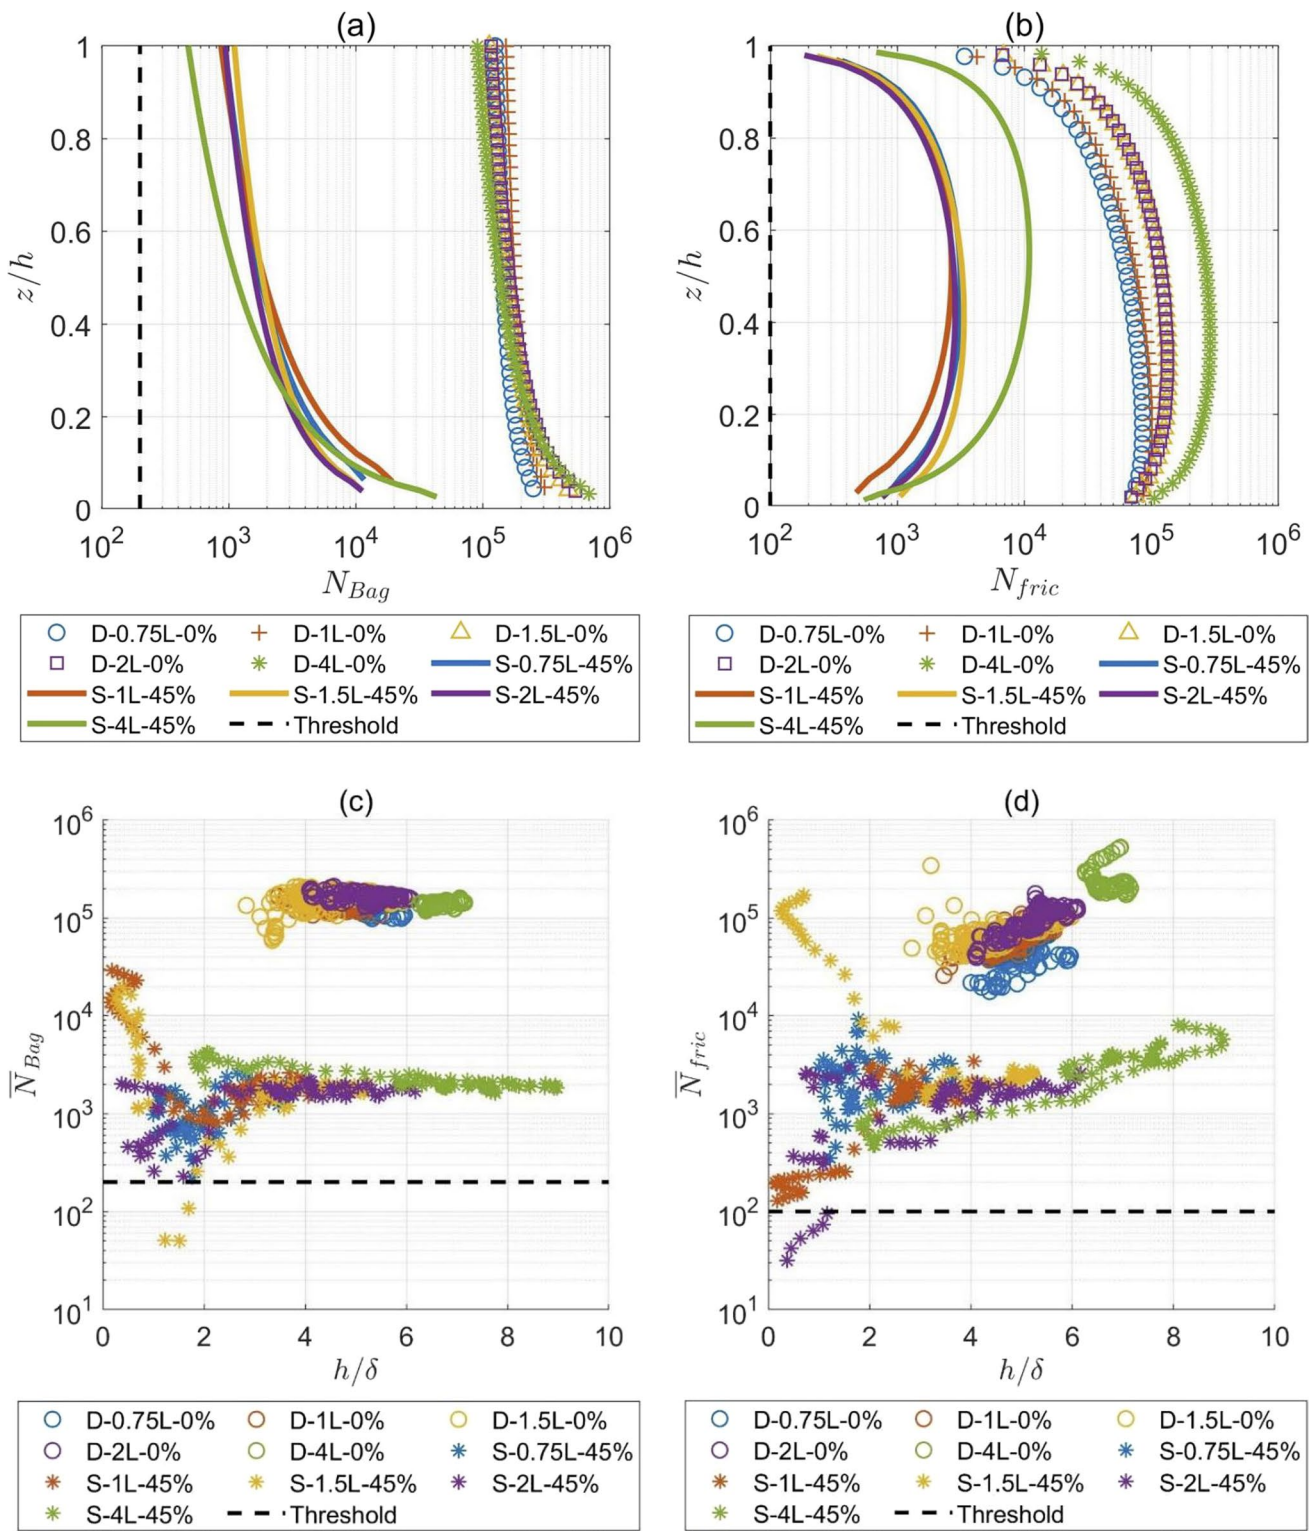 (a)
(b)
1
0.8
0.6
0.4
0.2
0
z/h
10^2 10^3 10^4 10^5 10^6
N_Bag
1
0.8
0.6
0.4
0.2
0
z/h
10^2 10^3 10^4 10^5 10^6
N_fric
D-0.75L-0% D-1L-0% D-1.5L-0%
D-2L-0% D-4L-0% S-0.75L-45%
S-1L-45% S-1.5L-45% S-2L-45%
S-4L-45% Threshold
D-0.75L-0% D-1L-0% D-1.5L-0%
D-2L-0% D-4L-0% S-0.75L-45%
S-1L-45% S-1.5L-45% S-2L-45%
S-4L-45% Threshold
(c)
(d)
10^6
10^5
10^4
10^3
10^2
10^1
N̅_Bag
0 2 4 6 8 10
h/δ
10^6
10^5
10^4
10^3
10^2
10^1
N̅_fric
0 2 4 6 8 10
h/δ
D-0.75L-0% D-1L-0% D-1.5L-0%
D-2L-0% D-4L-0% S-0.75L-45%
S-1L-45% S-1.5L-45% S-2L-45%
S-4L-45% Threshold
D-0.75L-0% D-1L-0% D-1.5L-0%
D-2L-0% D-4L-0% S-0.75L-45%
S-1L-45% S-1.5L-45% S-2L-45%
S-4L-45% Threshold